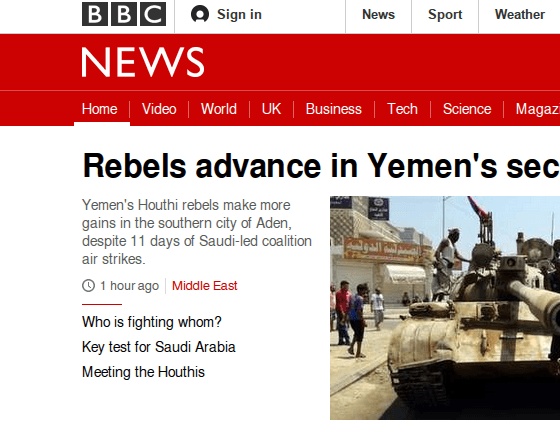 BBC Sign in News Sport Weather
NEWS
Home Video World UK Business Tech Science
Rebels advance in Yemen's
Yemen's Houthi rebels make more
gains in the southern city of Aden,
despite 11 days of Saudi-led coalition
air strikes.
1 hour ago Middle East
Who is fighting whom?
Key test for Saudi Arabia
Meeting the Houthis